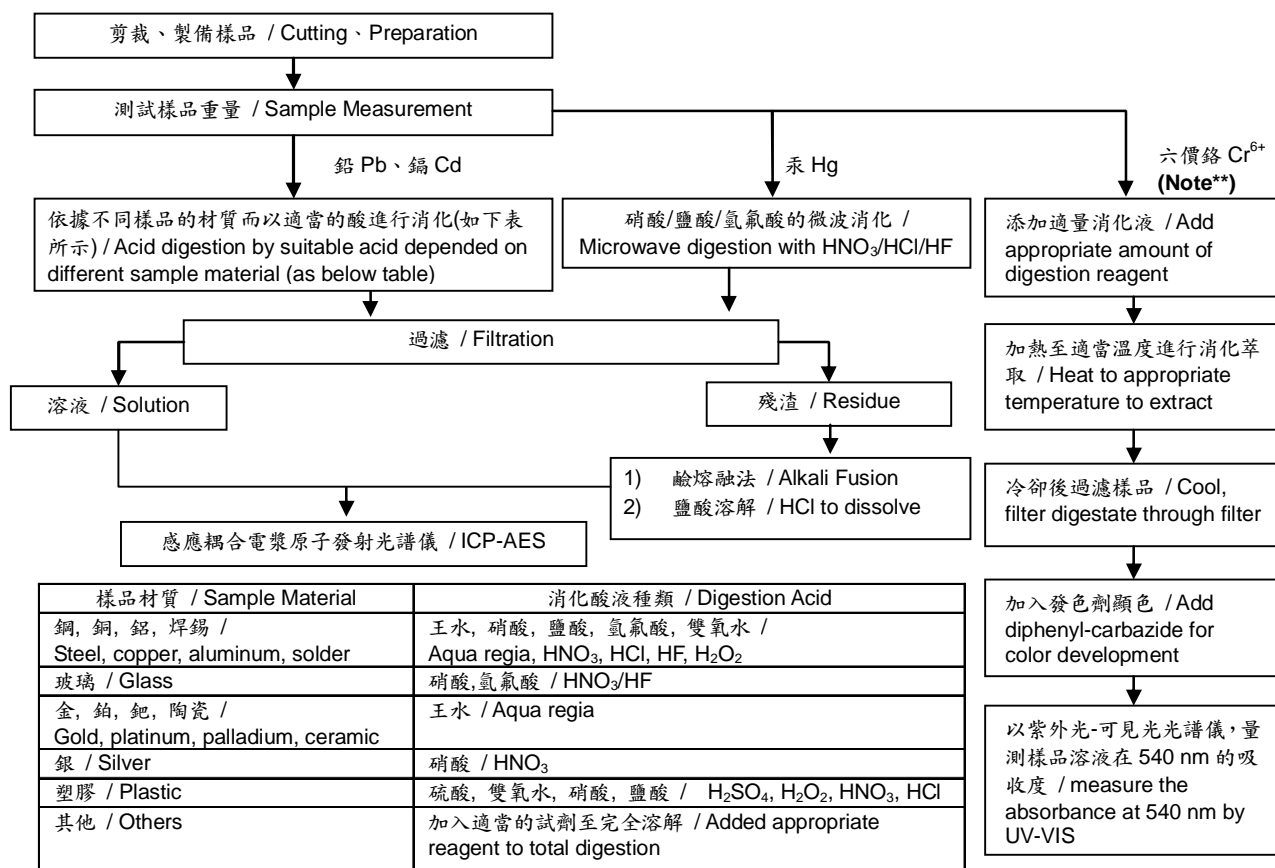 剪裁、製備樣品 / Cutting、Preparation
測試樣品重量 / Sample Measurement
鉛 Pb、鎘 Cd
汞 Hg
六價鉻 Cr⁶⁺
(Note**)
依據不同樣品的材質而以適當的酸進行消化(如下表
所示) / Acid digestion by suitable acid depended on
different sample material (as below table)
硝酸/鹽酸/氫氟酸的微波消化 /
Microwave digestion with HNO₃/HCl/HF
添加適量消化液 / Add
appropriate amount of
digestion reagent
過濾 / Filtration
加熱至適當溫度進行消化萃
取 / Heat to appropriate
temperature to extract
溶液 / Solution
殘渣 / Residue
1) 鹼熔融法 / Alkali Fusion
2) 鹽酸溶解 / HCl to dissolve
冷卻後過濾樣品 / Cool,
filter digestate through filter
感應耦合電漿原子發射光譜儀 / ICP-AES
加入發色劑顯色 / Add
diphenyl-carbazide for
color development
以紫外光-可見光光譜儀，量
測樣品溶液在 540 nm 的吸
收度 / measure the
absorbance at 540 nm by
UV-VIS
樣品材質 / Sample Material 消化酸液種類 / Digestion Acid
鋼, 銅, 鋁, 焊錫 / 王水, 硝酸, 鹽酸, 氫氟酸, 雙氧水 /
Steel, copper, aluminum, solder Aqua regia, HNO₃, HCl, HF, H₂O₂
玻璃 / Glass 硝酸,氫氟酸 / HNO₃/HF
金, 鉑, 鈀, 陶瓷 / 王水 / Aqua regia
Gold, platinum, palladium, ceramic
銀 / Silver 硝酸 / HNO₃
塑膠 / Plastic 硫酸, 雙氧水, 硝酸, 鹽酸 / H₂SO₄, H₂O₂, HNO₃, HCl
其他 / Others 加入適當的試劑至完全溶解 / Added appropriate
reagent to total digestion